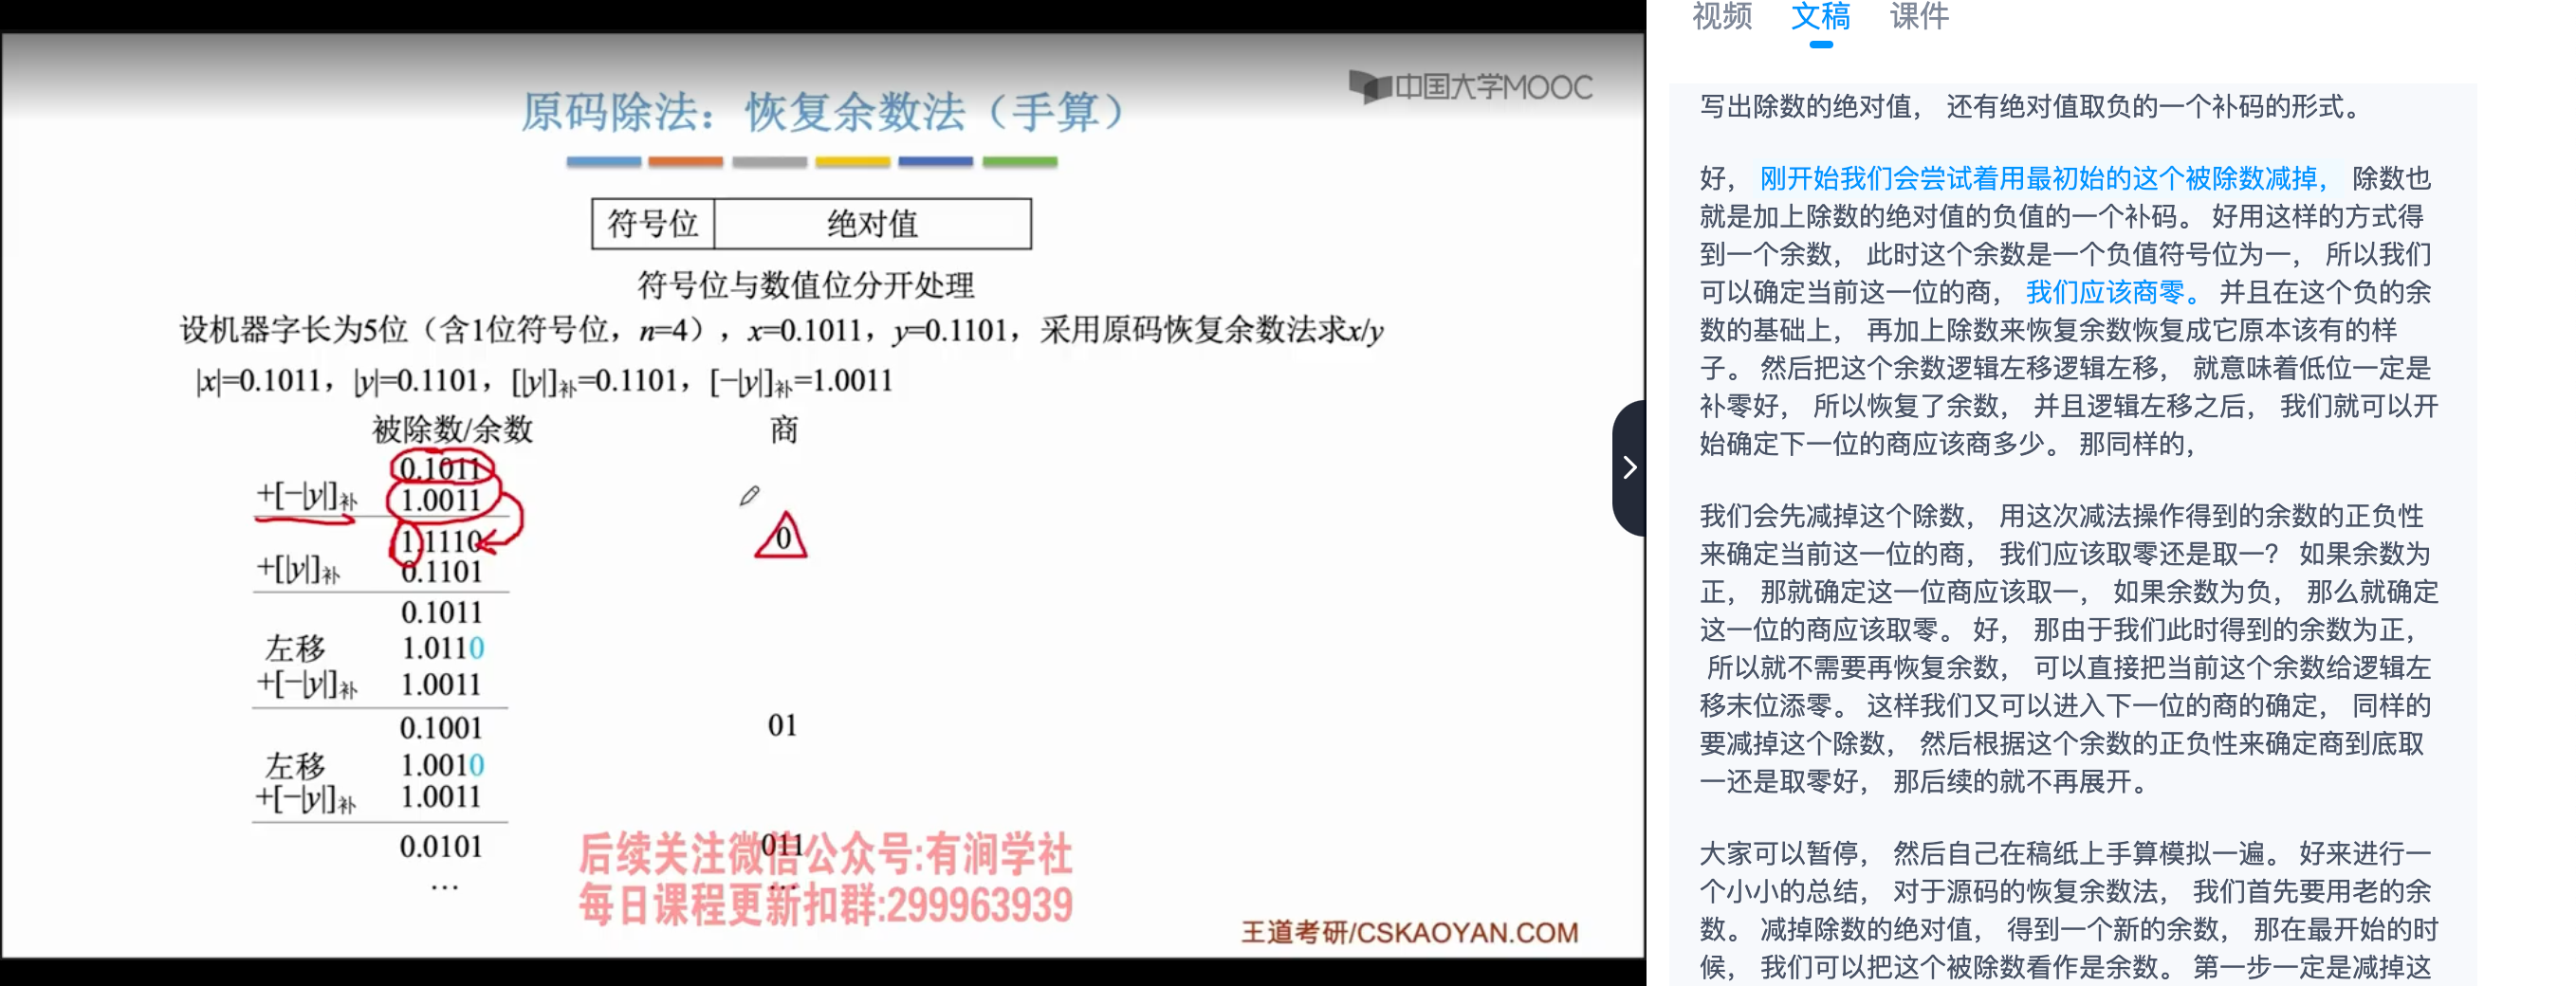 中国大学MOOC
原码除法：恢复余数法（手算）
符号位 绝对值
符号位与数值位分开处理
设机器字长为5位（含1位符号位，n=4），x=0.1011，y=0.1101，采用原码恢复余数法求x/y
|x|=0.1011，|y|=0.1101，[|y|]补=0.1101，[−|y|]补=1.0011
被除数/余数 商
0.1011
+[−|y|]补 1.0011
1.1110 0
+[|y|]补 0.1101
0.1011
左移 1.0110
+[−|y|]补 1.0011
0.1001 01
左移 1.0010
+[−|y|]补 1.0011
0.0101 011
… …
后续关注微信公众号:有涧学社
每日课程更新扣群:299963939
王道考研/CSKAOYAN.COM
视频 文稿 课件
写出除数的绝对值， 还有绝对值取负的一个补码的形式。
好， 刚开始我们会尝试着用最初始的这个被除数减掉， 除数也
就是加上除数的绝对值的负值的一个补码。 好用这样的方式得
到一个余数， 此时这个余数是一个负值符号位为一， 所以我们
可以确定当前这一位的商， 我们应该商零。 并且在这个负的余
数的基础上， 再加上除数来恢复余数恢复成它原本该有的样
子。 然后把这个余数逻辑左移逻辑左移， 就意味着低位一定是
补零好， 所以恢复了余数， 并且逻辑左移之后， 我们就可以开
始确定下一位的商应该商多少。 那同样的，
我们会先减掉这个除数， 用这次减法操作得到的余数的正负性
来确定当前这一位的商， 我们应该取零还是取一？ 如果余数为
正， 那就确定这一位商应该取一， 如果余数为负， 那么就确定
这一位的商应该取零。 好， 那由于我们此时得到的余数为正，
所以就不需要再恢复余数， 可以直接把当前这个余数给逻辑左
移末位添零。 这样我们又可以进入下一位的商的确定， 同样的
要减掉这个除数， 然后根据这个余数的正负性来确定商到底取
一还是取零好， 那后续的就不再展开。
大家可以暂停， 然后自己在稿纸上手算模拟一遍。 好来进行一
个小小的总结， 对于源码的恢复余数法， 我们首先要用老的余
数。 减掉除数的绝对值， 得到一个新的余数， 那在最开始的时
候， 我们可以把这个被除数看作是余数。 第一步一定是减掉这